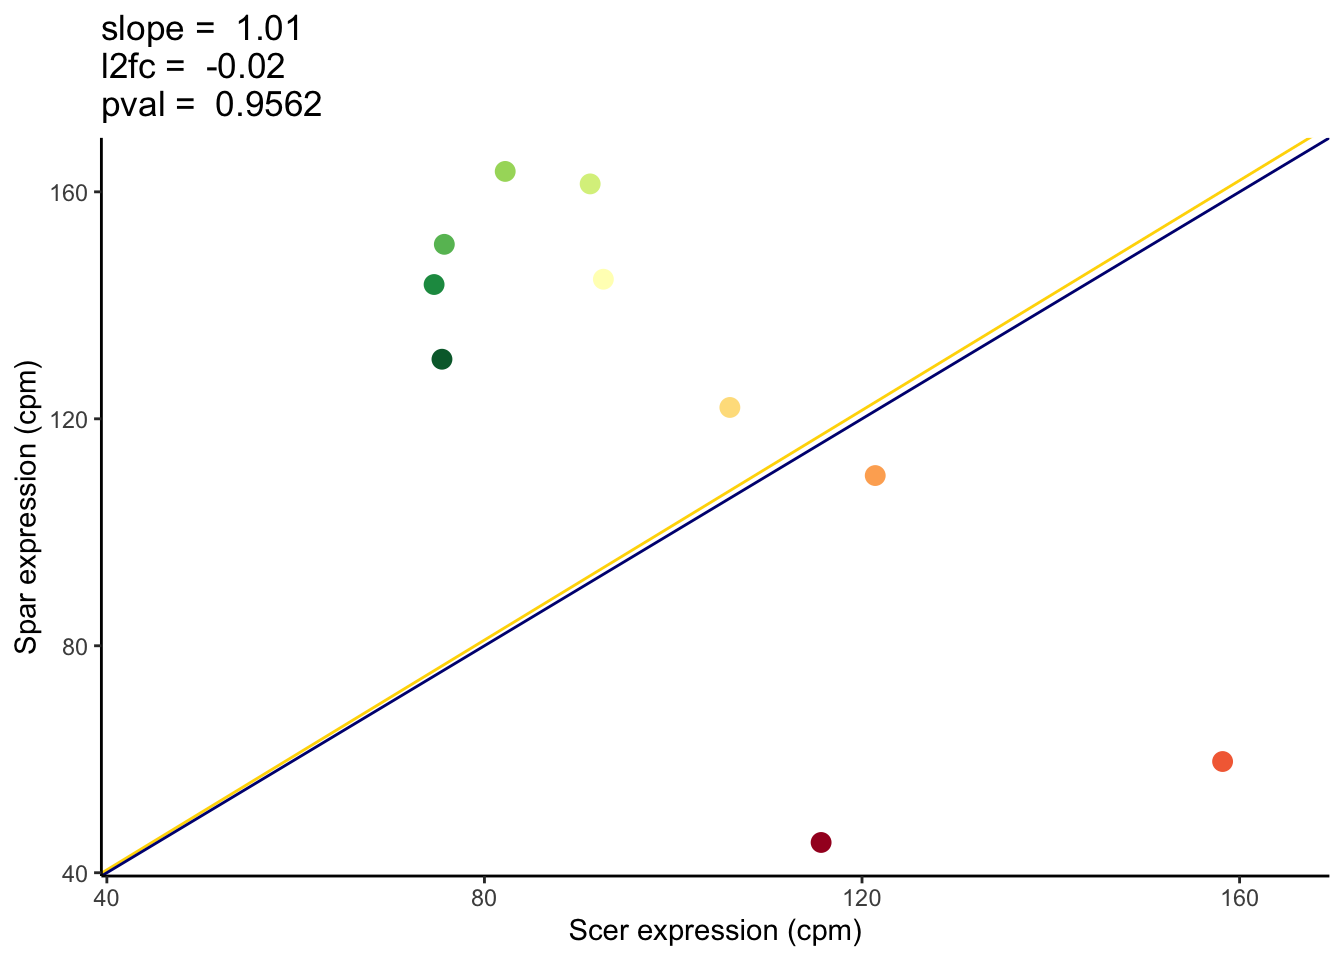 slope =  1.01
l2fc =  -0.02
pval =  0.9562
160
120
80
40
Spar expression (cpm)
40
80
120
160
Scer expression (cpm)